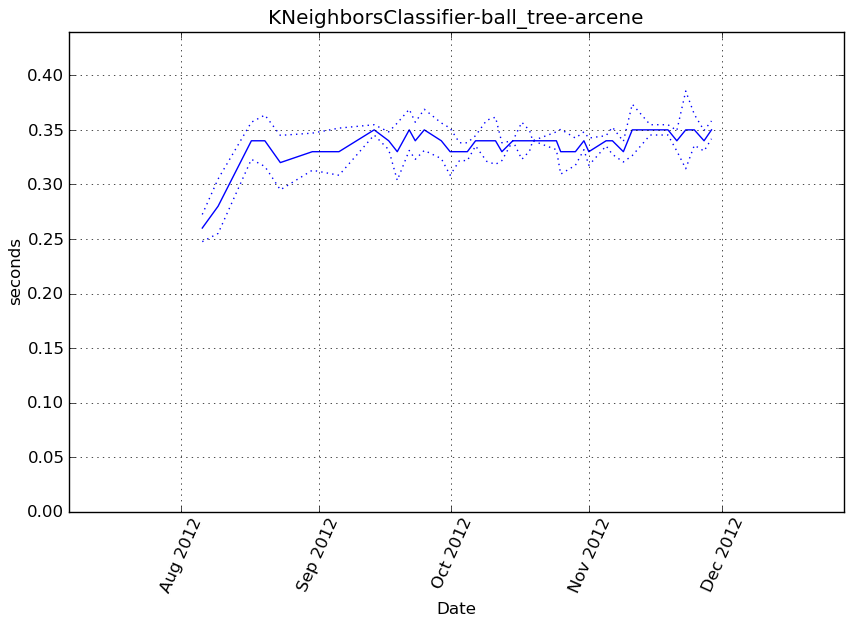 KNeighborsClassifier-ball_tree-arcene
0.40
0.35
0.30
0.25
0.20
0.15
0.10
0.05
0.00
seconds
Aug 2012
Sep 2012
Oct 2012
Nov 2012
Dec 2012
Date